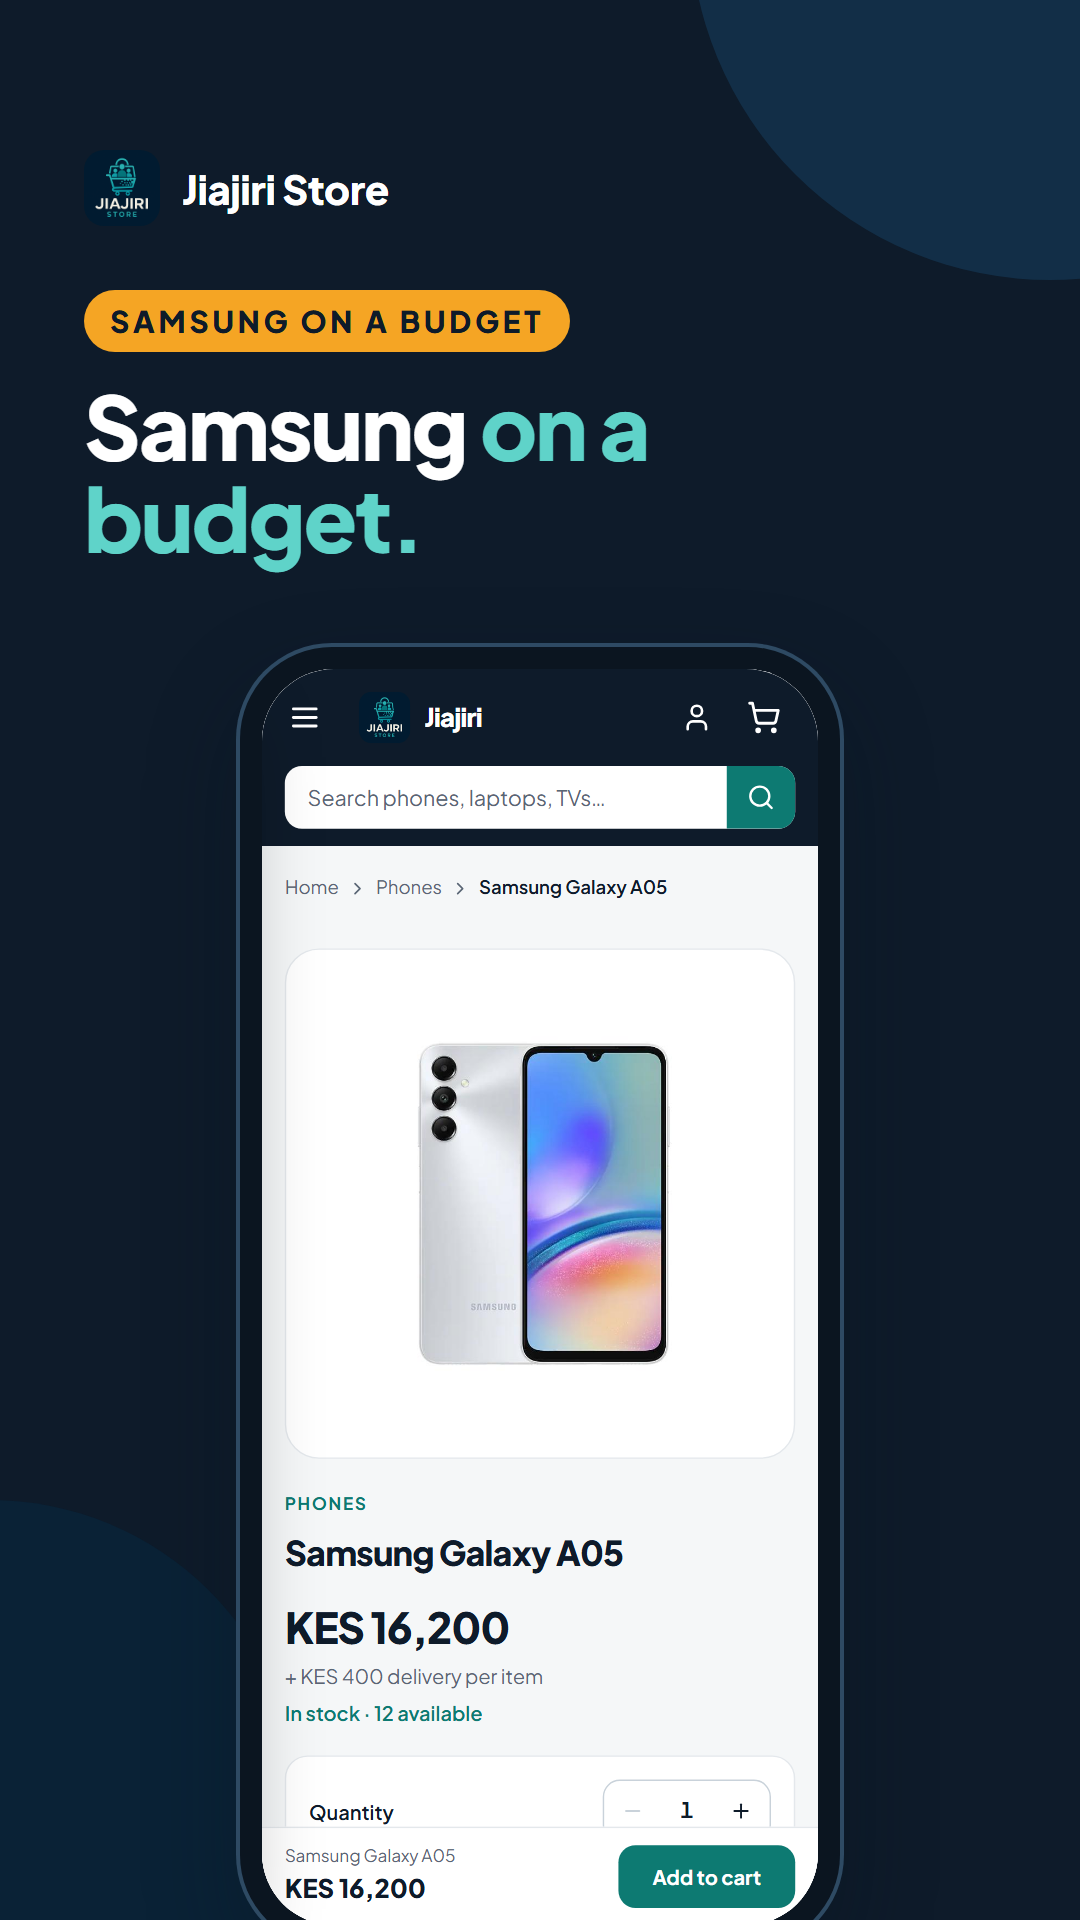 JIAJIRI
STORE
Jiajiri Store
SAMSUNG ON A BUDGET
Samsung on a
budget.
JIAJIRI
STORE
Jiajiri
Search phones, laptops, TVs...
Home > Phones > Samsung Galaxy A05
SAMSUNG
PHONES
Samsung Galaxy A05
KES 16,200
+ KES 400 delivery per item
In stock · 12 available
Quantity
− 1 +
Samsung Galaxy A05
KES 16,200
Add to cart